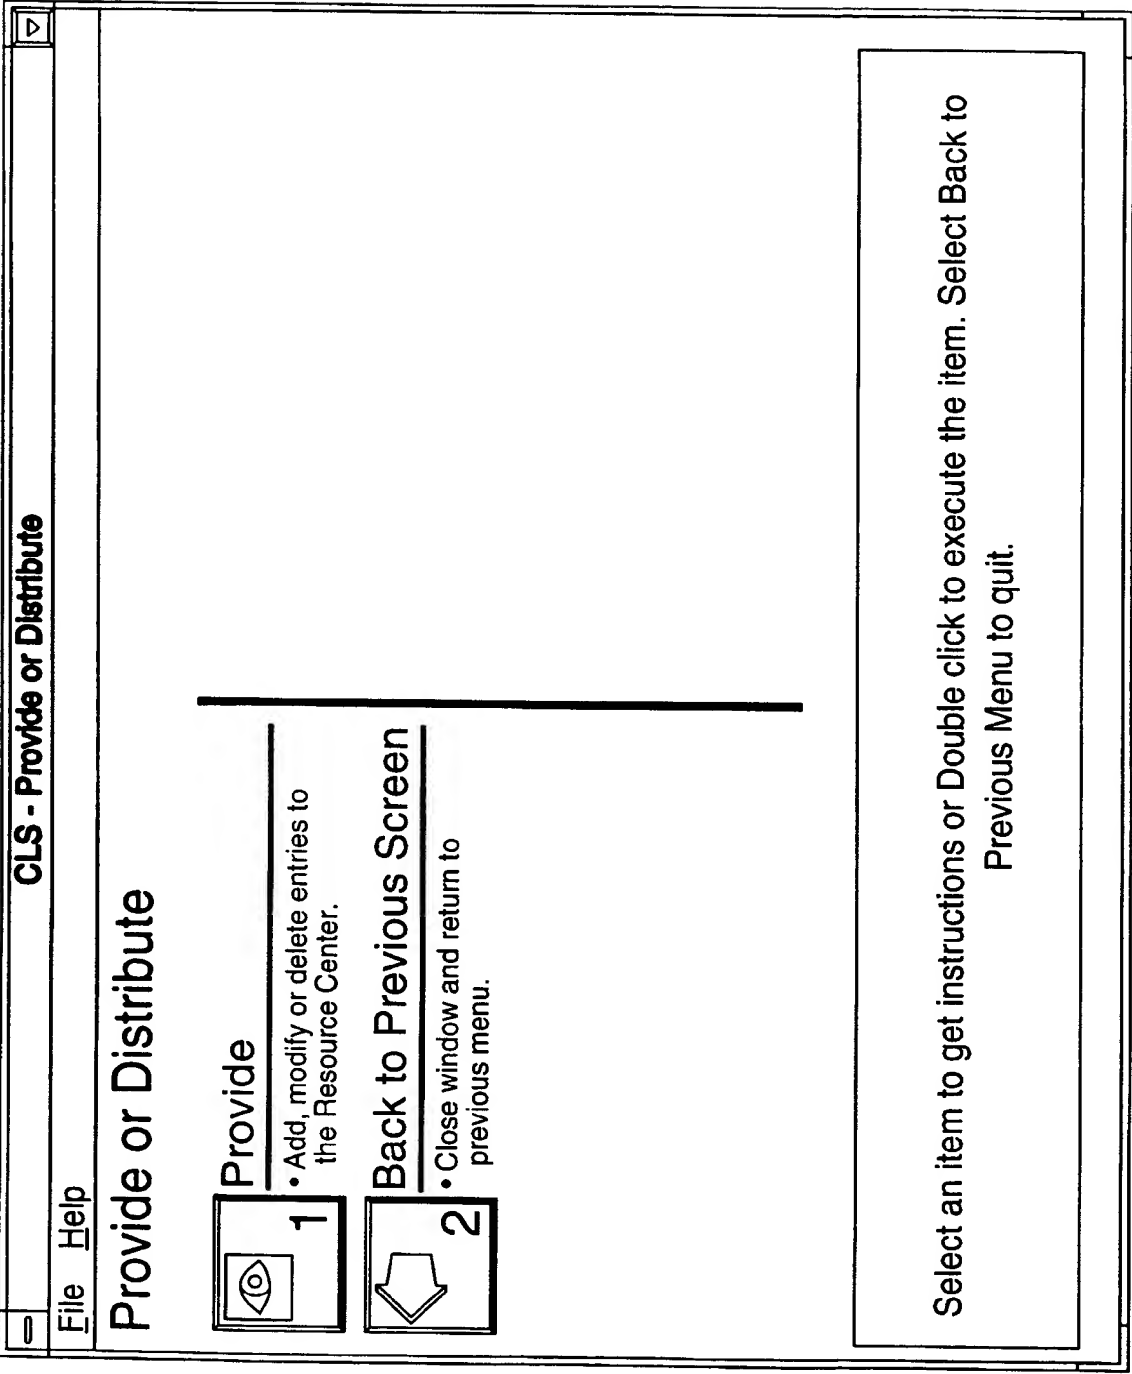 CLS - Provide or Distribute
File Help
Provide or Distribute
1
Provide
• Add, modify or delete entries to
the Resource Center.
2
Back to Previous Screen
• Close window and return to
previous menu.
Select an item to get instructions or Double click to execute the item. Select Back to
Previous Menu to quit.